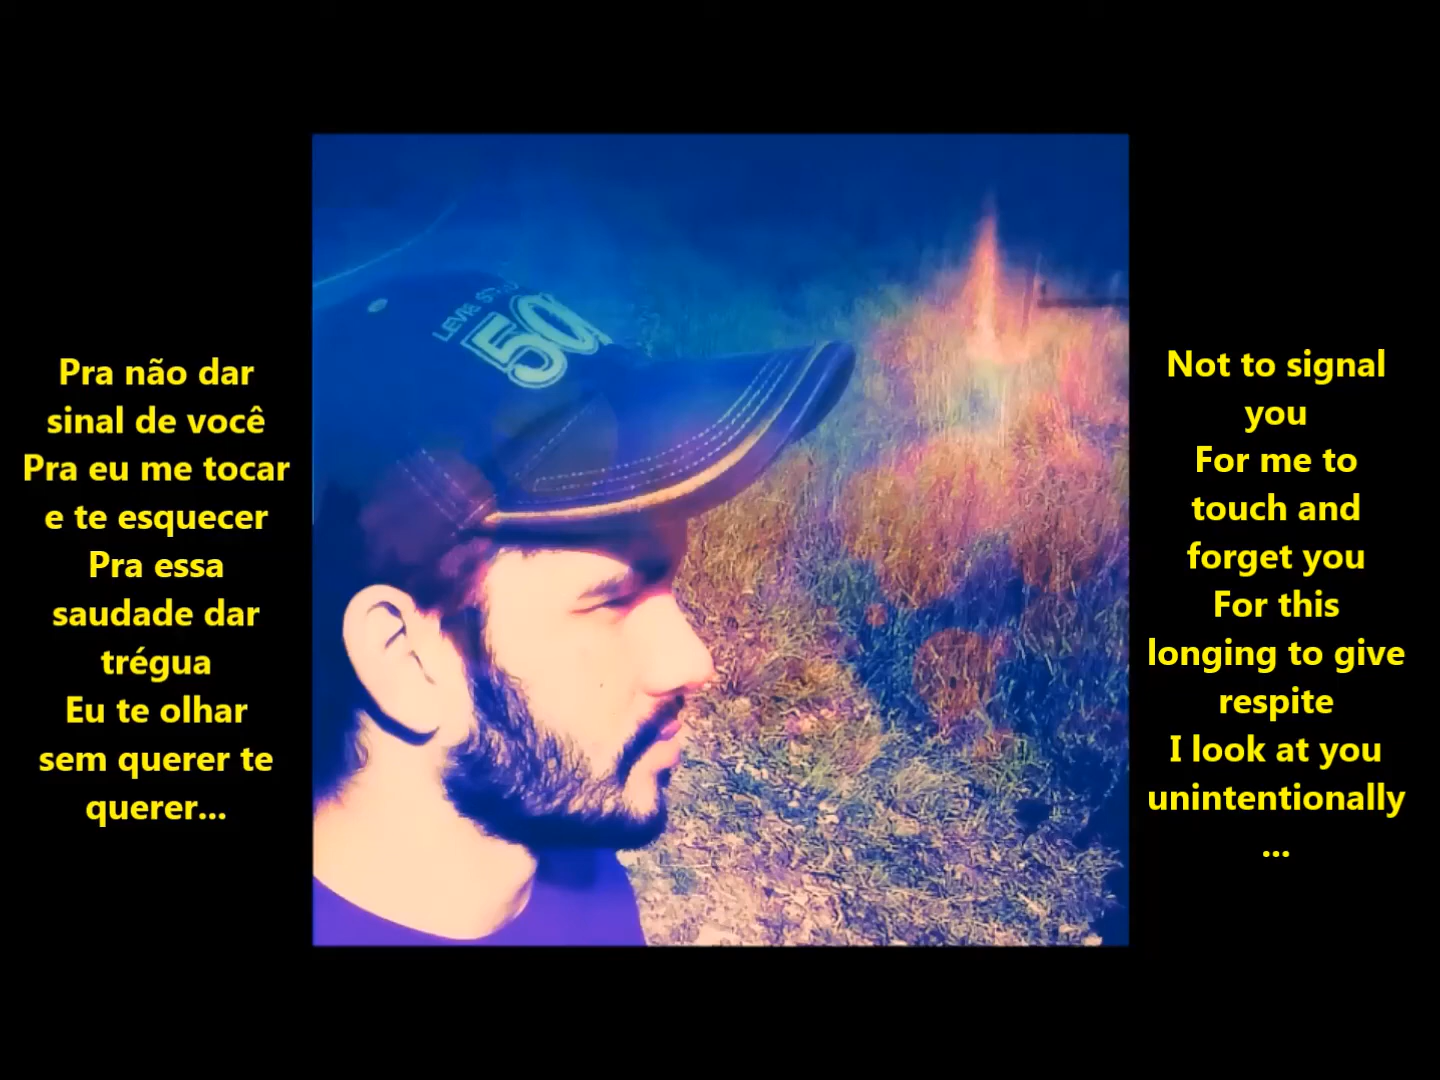 Pra não dar
sinal de você
Pra eu me tocar
e te esquecer
Pra essa
saudade dar
trégua
Eu te olhar
sem querer te
querer...
LEVIS
50
Not to signal
you
For me to
touch and
forget you
For this
longing to give
respite
I look at you
unintentionally
...